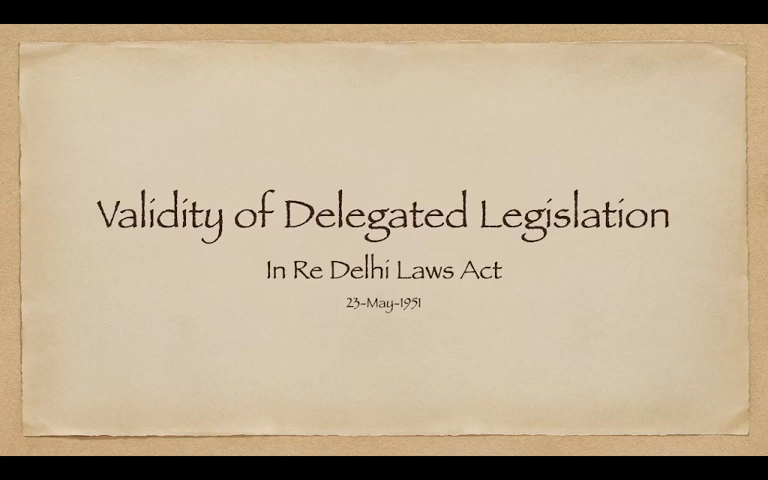 Validity of Delegated Legislation
In Re Delhi Laws Act
23-May-1951